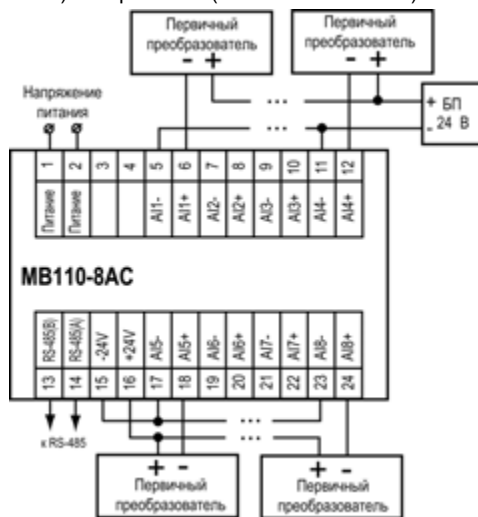 Первичный
преобразователь
- +
Первичный
преобразователь
- +
Напряжение
питания
+ БП
- 24 В
1 2 3 4 5 6 7 8 9 10 11 12
Питание Питание AI1- AI1+ AI2- AI2+ AI3- AI3+ AI4- AI4+
МВ110-8АС
RS-485(B) RS-485(A) -24V +24V AI5- AI5+ AI6- AI6+ AI7- AI7+ AI8- AI8+
13 14 15 16 17 18 19 20 21 22 23 24
к RS-485
+ -
Первичный
преобразователь
+ -
Первичный
преобразователь